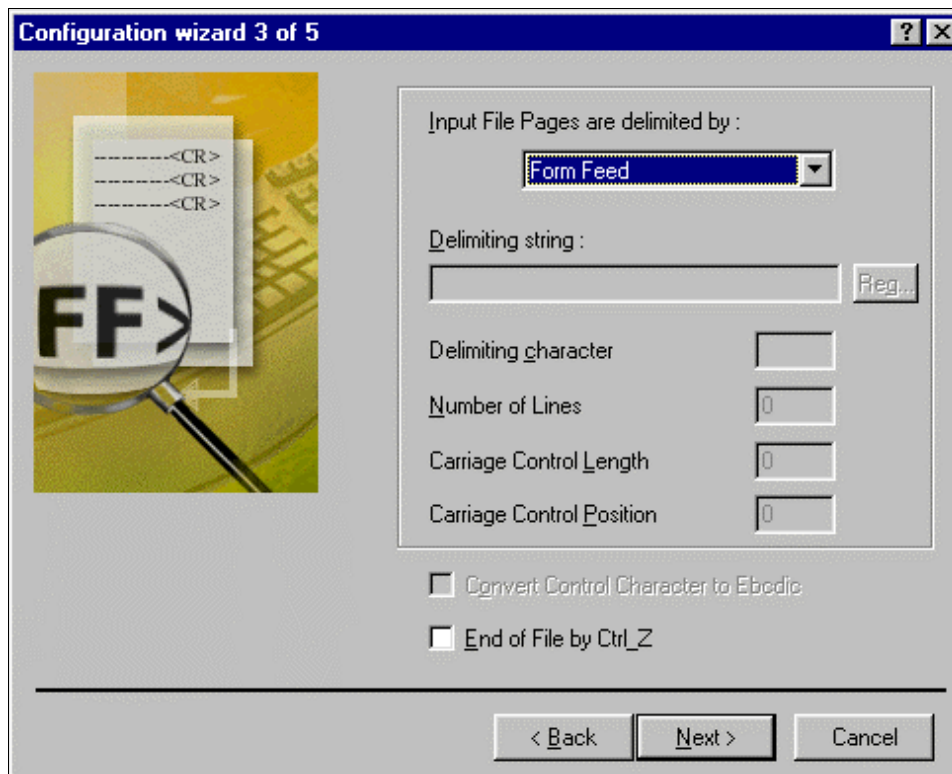 Configuration wizard 3 of 5
---------<CR>
---------<CR>
---------<CR>
FF>
Input File Pages are delimited by :
Form Feed
Delimiting string :
Reg...
Delimiting character
Number of Lines 0
Carriage Control Length 0
Carriage Control Position 0
Convert Control Character to Ebcdic
End of File by Ctrl_Z
< Back Next > Cancel